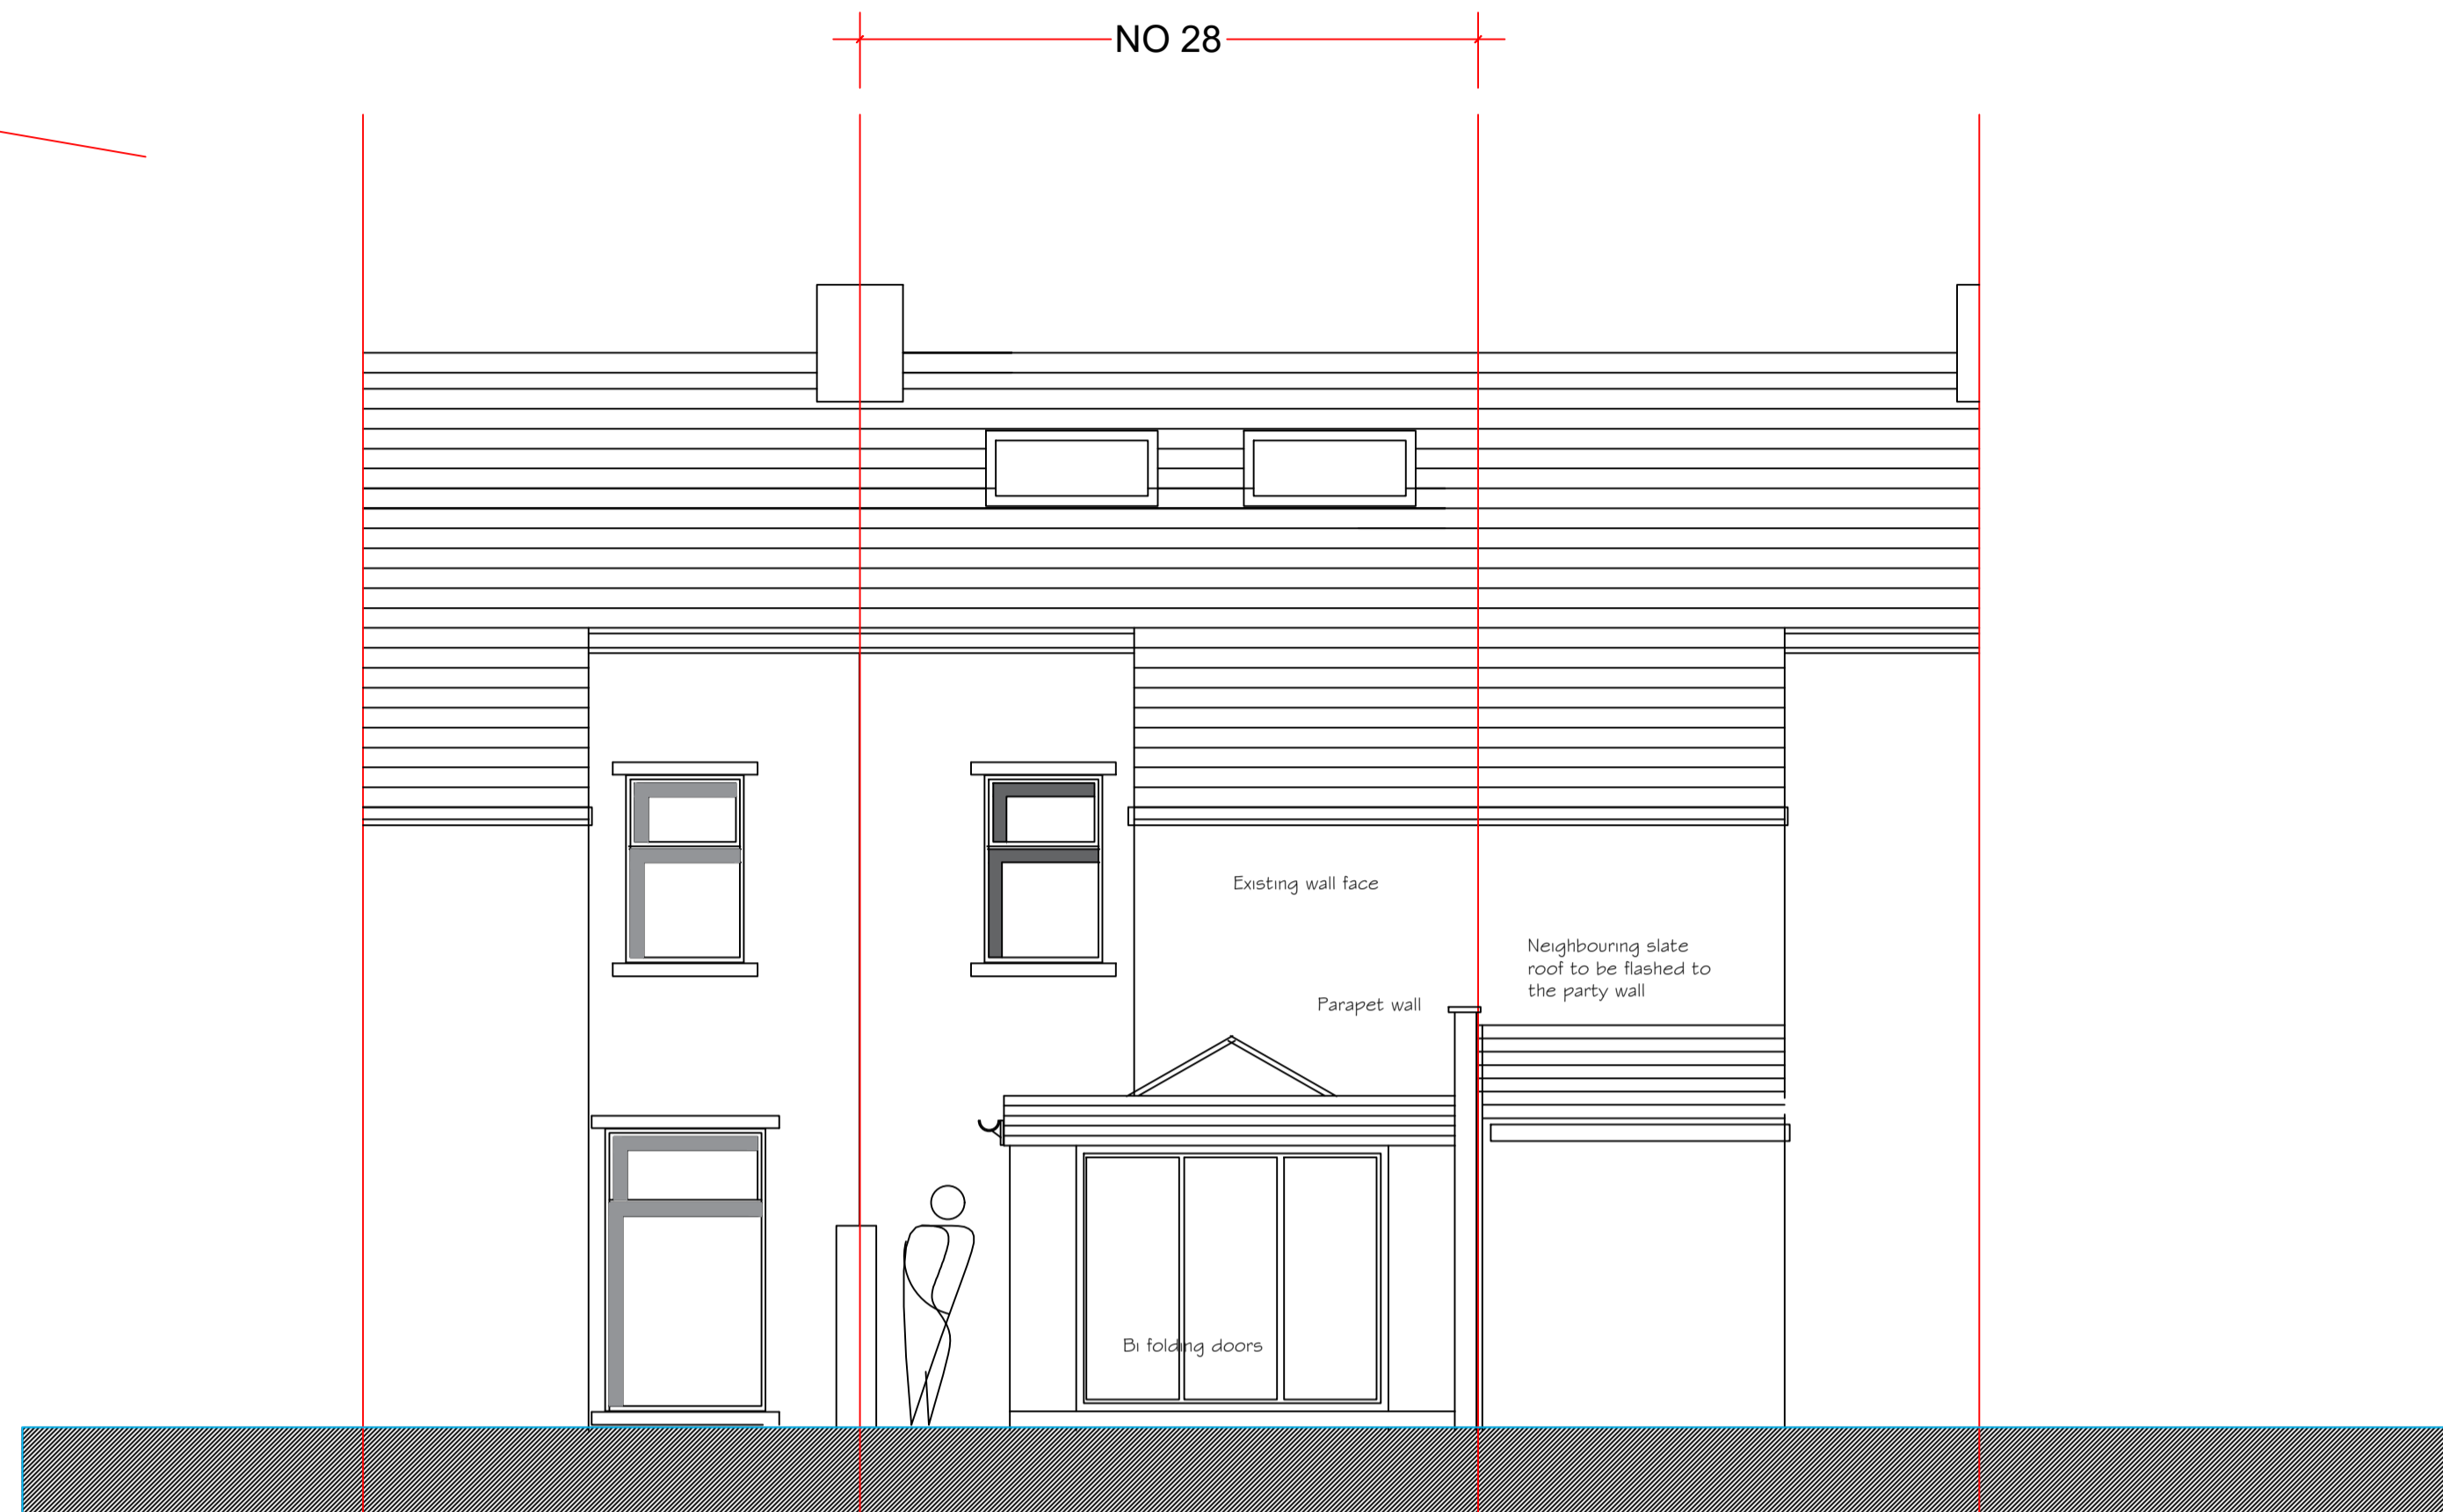 NO 28
Existing wall face
Neighbouring slate
roof to be flashed to
the party wall
Parapet wall
Bi folding doors